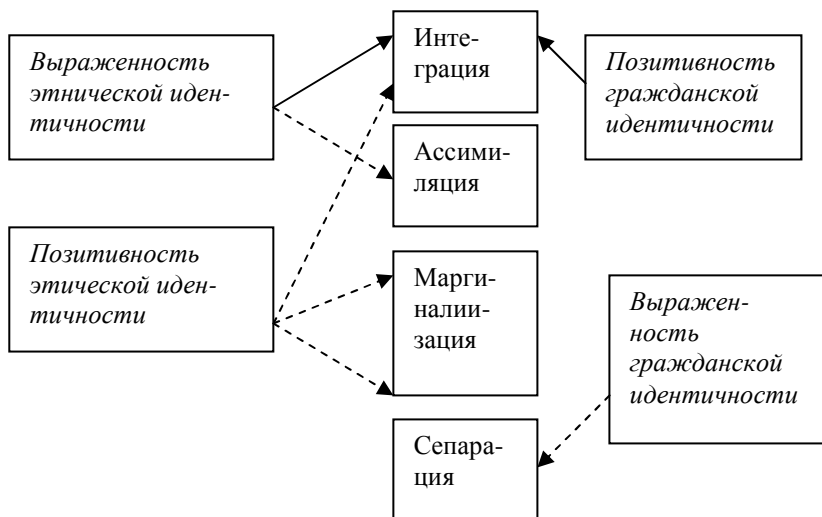 Выраженность
этнической иден-
тичности
Инте-
грация
Позитивность
гражданской
идентичности
Ассими-
ляция
Позитивность
этической иден-
тичности
Марги-
налии-
зация
Выражен-
ность
гражданской
идентичности
Сепара-
ция